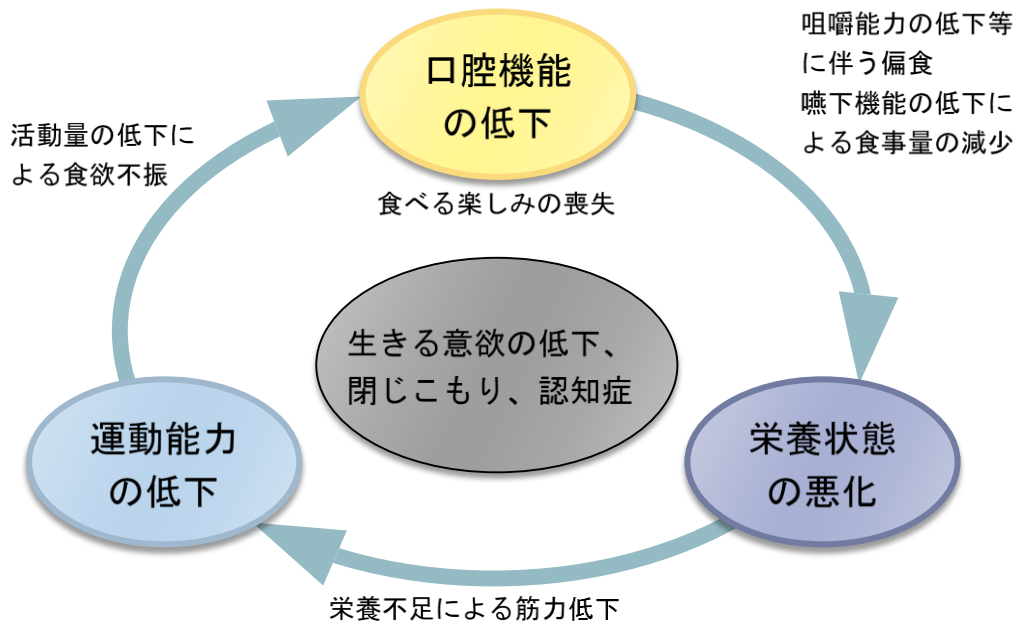 口腔機能
の低下
咀嚼能力の低下等
に伴う偏食
嚥下機能の低下に
よる食事量の減少
活動量の低下に
よる食欲不振
食べる楽しみの喪失
生きる意欲の低下、
閉じこもり、認知症
運動能力
の低下
栄養状態
の悪化
栄養不足による筋力低下